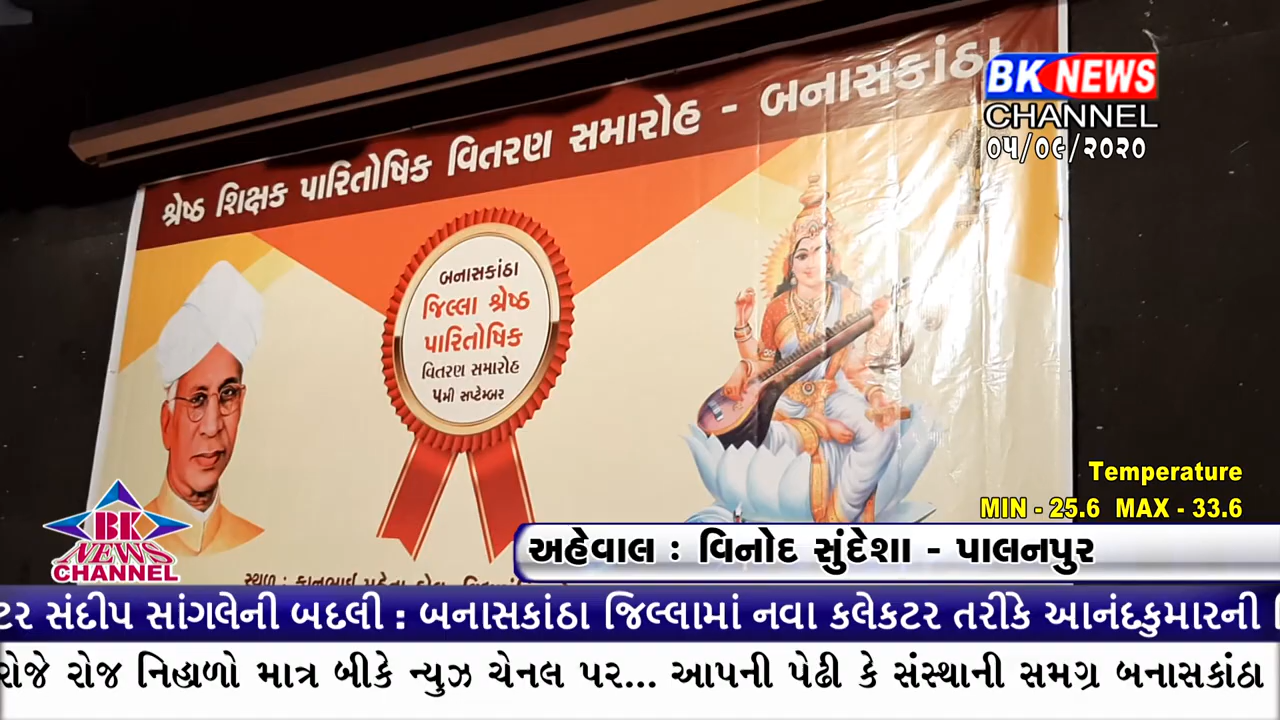 શ્રેષ્ઠ શિક્ષક પારિતોષિક વિતરણ સમારોહ - બનાસકાંઠા
BK NEWS
CHANNEL
૦૫/૦૯/૨૦૨૦
બનાસકાંઠા
જિલ્લા શ્રેષ્ઠ
પારિતોષિક
વિતરણ સમારોહ
૫મી સપ્ટેમ્બર
Temperature
MIN - 25.6 MAX - 33.6
BK
NEWS
CHANNEL
અહેવાલ : વિનોદ સુંદેશા - પાલનપુર
સ્થળ :
ટર સંદીપ સાંગલેની બદલી : બનાસકાંઠા જિલ્લામાં નવા કલેકટર તરીકે આનંદકુમારની
રોજે રોજ નિહાળો માત્ર બીકે ન્યુઝ ચેનલ પર... આપની પેઢી કે સંસ્થાની સમગ્ર બનાસકાંઠા